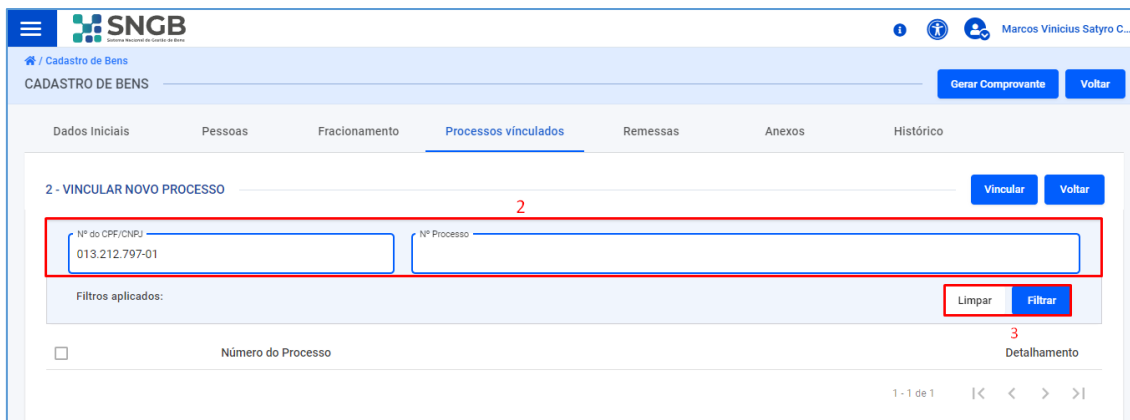 SNGB
Sistema Nacional de Gestão de Bens
Marcos Vinicius Satyro C...
/ Cadastro de Bens
CADASTRO DE BENS
Gerar Comprovante
Voltar
Dados Iniciais
Pessoas
Fracionamento
Processos vínculados
Remessas
Anexos
Histórico
2 - VINCULAR NOVO PROCESSO
Vincular
Voltar
2
Nº do CPF/CNPJ
013.212.797-01
Nº Processo
Filtros aplicados:
Limpar
Filtrar
3
Número do Processo
Detalhamento
1 - 1 de 1